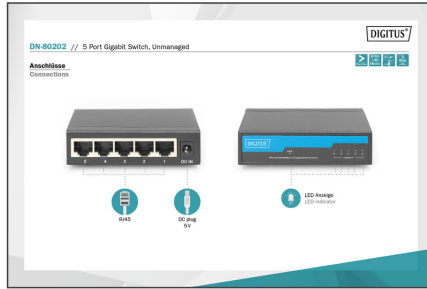 DIGITUS®
DN-80202 // 5 Port Gigabit Switch, Unmanaged
Anschlüsse
Connections
5 4 3 2 1 DC IN
DIGITUS
RJ45
DC plug
5V
LED Anzeige
LED indicator